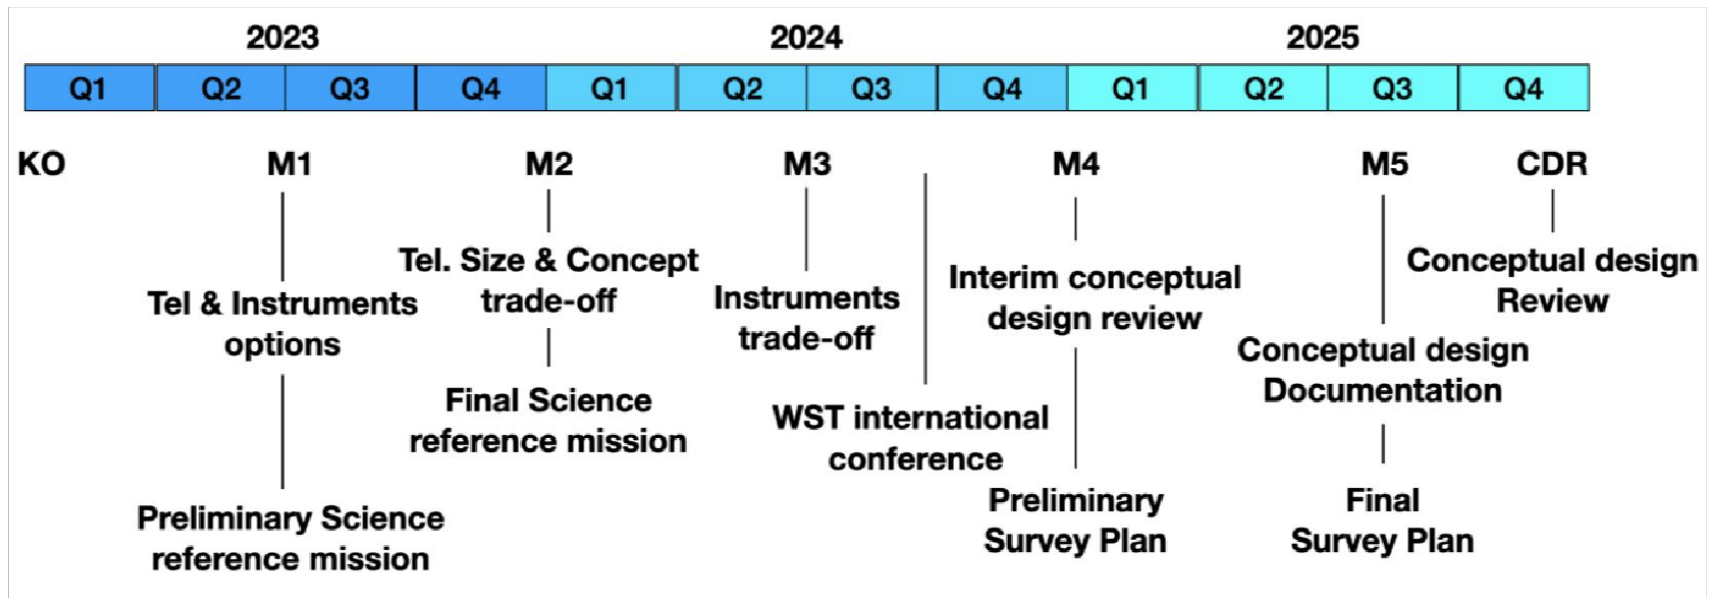 2023 2024 2025
Q1 Q2 Q3 Q4 Q1 Q2 Q3 Q4 Q1 Q2 Q3 Q4
KO M1 M2 M3 M4 M5 CDR
Tel & Instruments
options
Preliminary Science
reference mission
Tel. Size & Concept
trade-off
Final Science
reference mission
Instruments
trade-off
WST international
conference
Interim conceptual
design review
Preliminary
Survey Plan
Conceptual design
Documentation
Final
Survey Plan
Conceptual design
Review